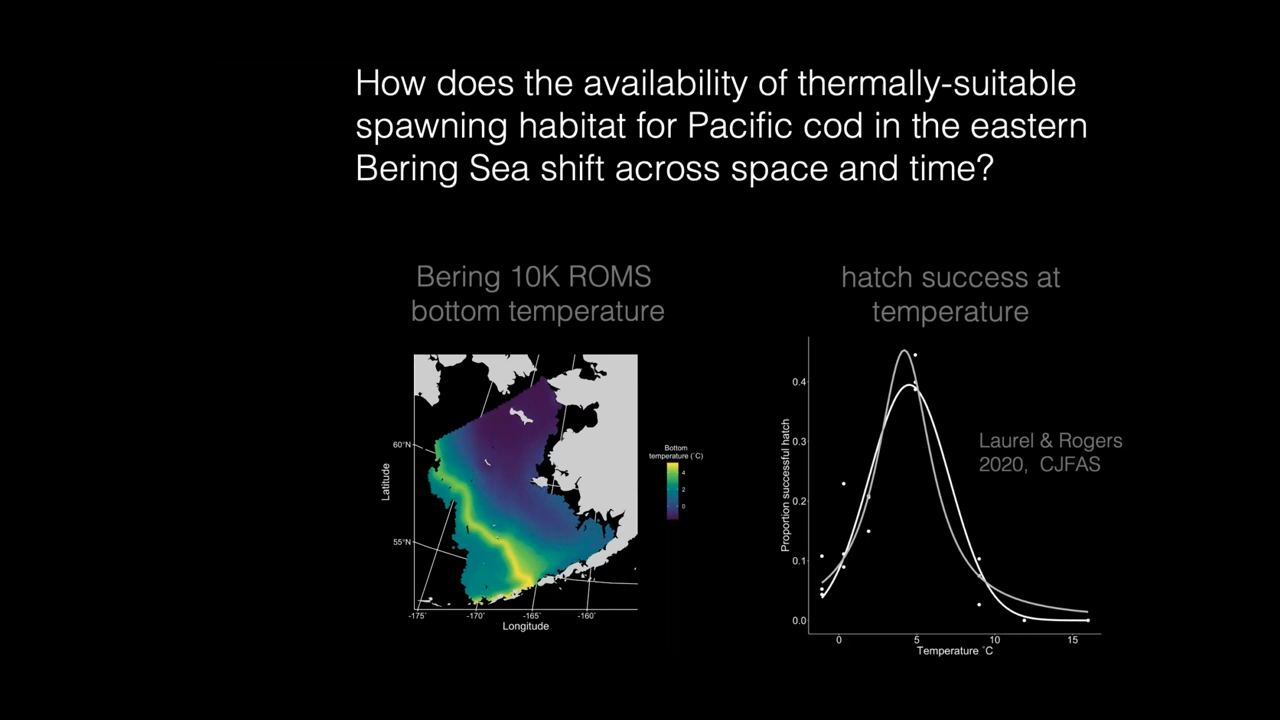 How does the availability of thermally-suitable
spawning habitat for Pacific cod in the eastern
Bering Sea shift across space and time?
Bering 10K ROMS
bottom temperature
60°N
55°N
Latitude
-175°
-170°
-165°
-160°
Longitude
Bottom
temperature (˚C)
4
2
0
hatch success at
temperature
0.4
0.3
0.2
0.1
0.0
Proportion successful hatch
Laurel & Rogers
2020, CJFAS
0
5
10
15
Temperature ˚C